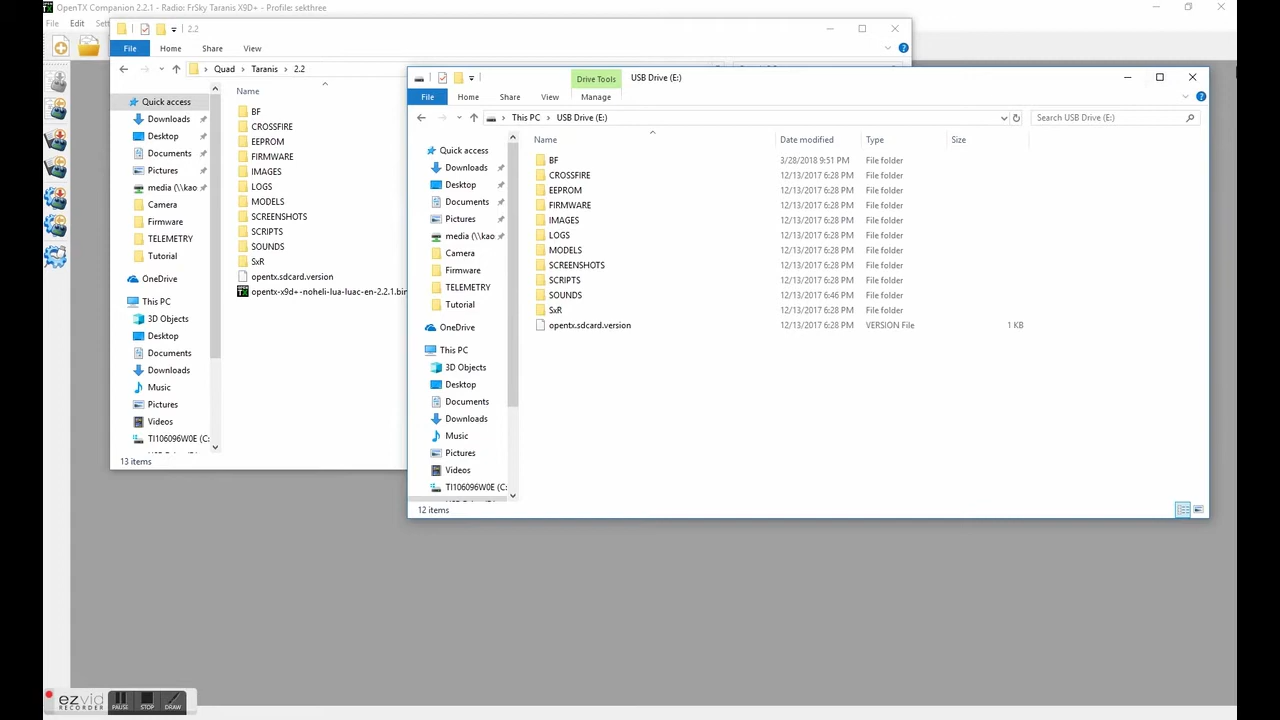 OpenTX Companion 2.2.1 - Radio: FrSky Taranis X9D+ - Profile: sekthree
File Edit
2.2
File Home Share View
Quad Taranis 2.2
Name
Quick access
Downloads
Desktop
Documents
Pictures
media (\\kao
Camera
Firmware
TELEMETRY
Tutorial
OneDrive
This PC
3D Objects
Desktop
Documents
Downloads
Music
Pictures
Videos
TI106096W0E (C:
BF
CROSSFIRE
EEPROM
FIRMWARE
IMAGES
LOGS
MODELS
SCREENSHOTS
SCRIPTS
SOUNDS
SxR
opentx.sdcard.version
opentx-x9d+-noheli-lua-luac-en-2.2.1.bin
13 items
Drive Tools USB Drive (E:)
File Home Share View Manage
This PC USB Drive (E:) Search USB Drive (E:)
Name Date modified Type Size
Quick access
Downloads
Desktop
Documents
Pictures
media (\\kao
Camera
Firmware
TELEMETRY
Tutorial
OneDrive
This PC
3D Objects
Desktop
Documents
Downloads
Music
Pictures
Videos
TI106096W0E (C:
BF 3/28/2018 9:51 PM File folder
CROSSFIRE 12/13/2017 6:28 PM File folder
EEPROM 12/13/2017 6:28 PM File folder
FIRMWARE 12/13/2017 6:28 PM File folder
IMAGES 12/13/2017 6:28 PM File folder
LOGS 12/13/2017 6:28 PM File folder
MODELS 12/13/2017 6:28 PM File folder
SCREENSHOTS 12/13/2017 6:28 PM File folder
SCRIPTS 12/13/2017 6:28 PM File folder
SOUNDS 12/13/2017 6:46 PM File folder
SxR 12/13/2017 6:28 PM File folder
opentx.sdcard.version 12/13/2017 6:28 PM VERSION File 1 KB
12 items
ezvid
RECORDER
PAUSE STOP DRAW